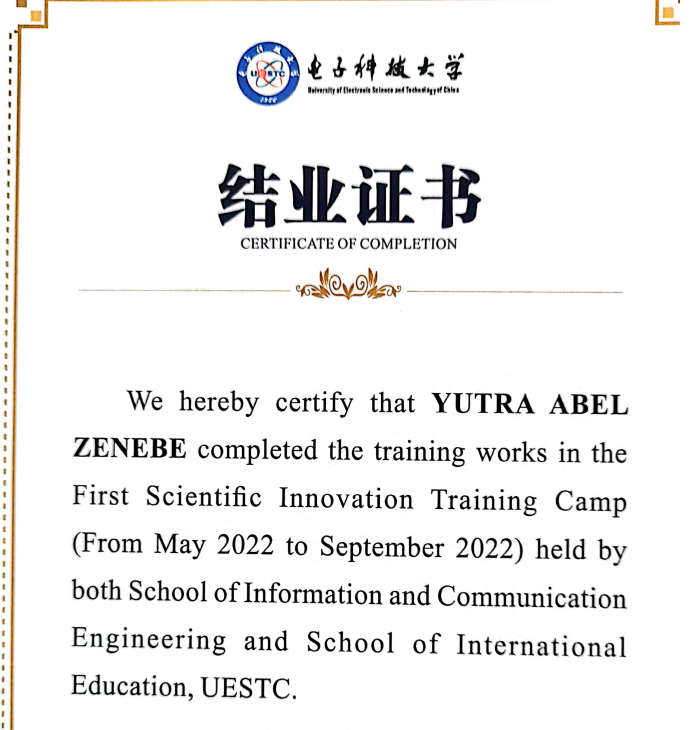 UESTC
1956
电子科技大学
University of Electronic Science and Technology of China
结业证书
CERTIFICATE OF COMPLETION
We hereby certify that YUTRA ABEL
ZENEBE completed the training works in the
First Scientific Innovation Training Camp
(From May 2022 to September 2022) held by
both School of Information and Communication
Engineering and School of International
Education, UESTC.